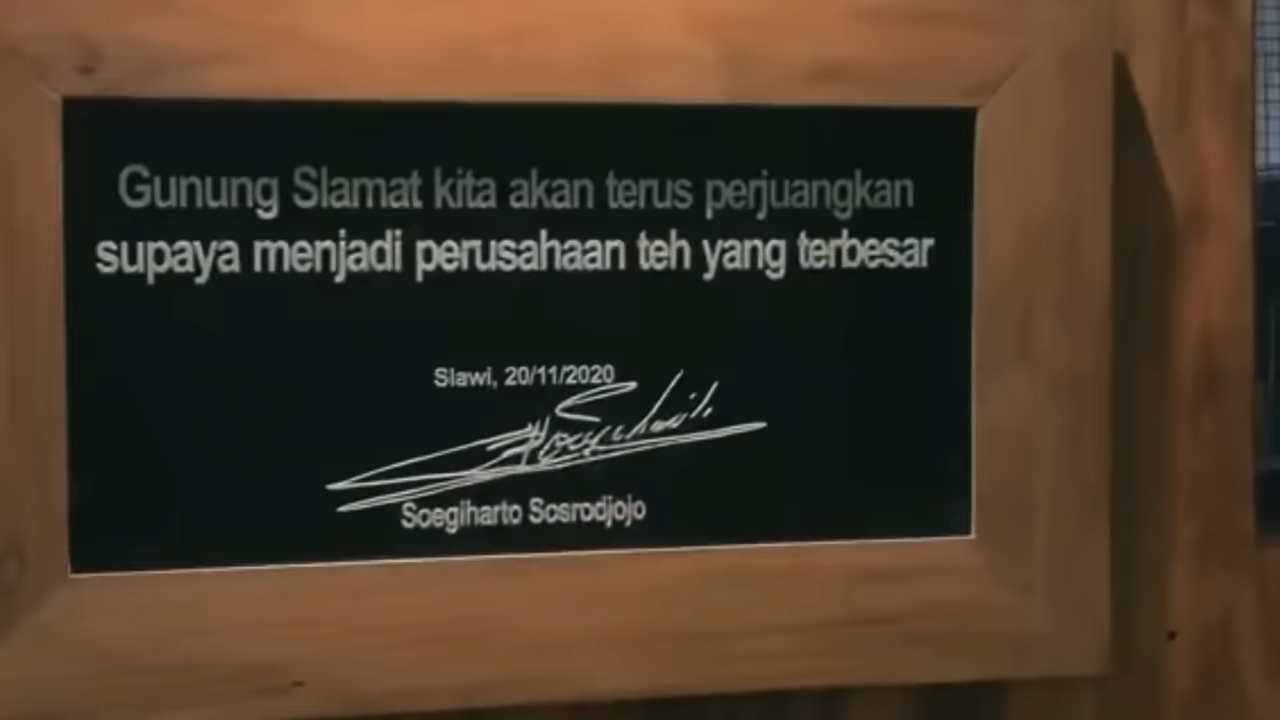 Gunung Slamat kita akan terus perjuangkan
supaya menjadi perusahaan teh yang terbesar
Slawi, 20/11/2020
Soegiharto Sosrodjojo